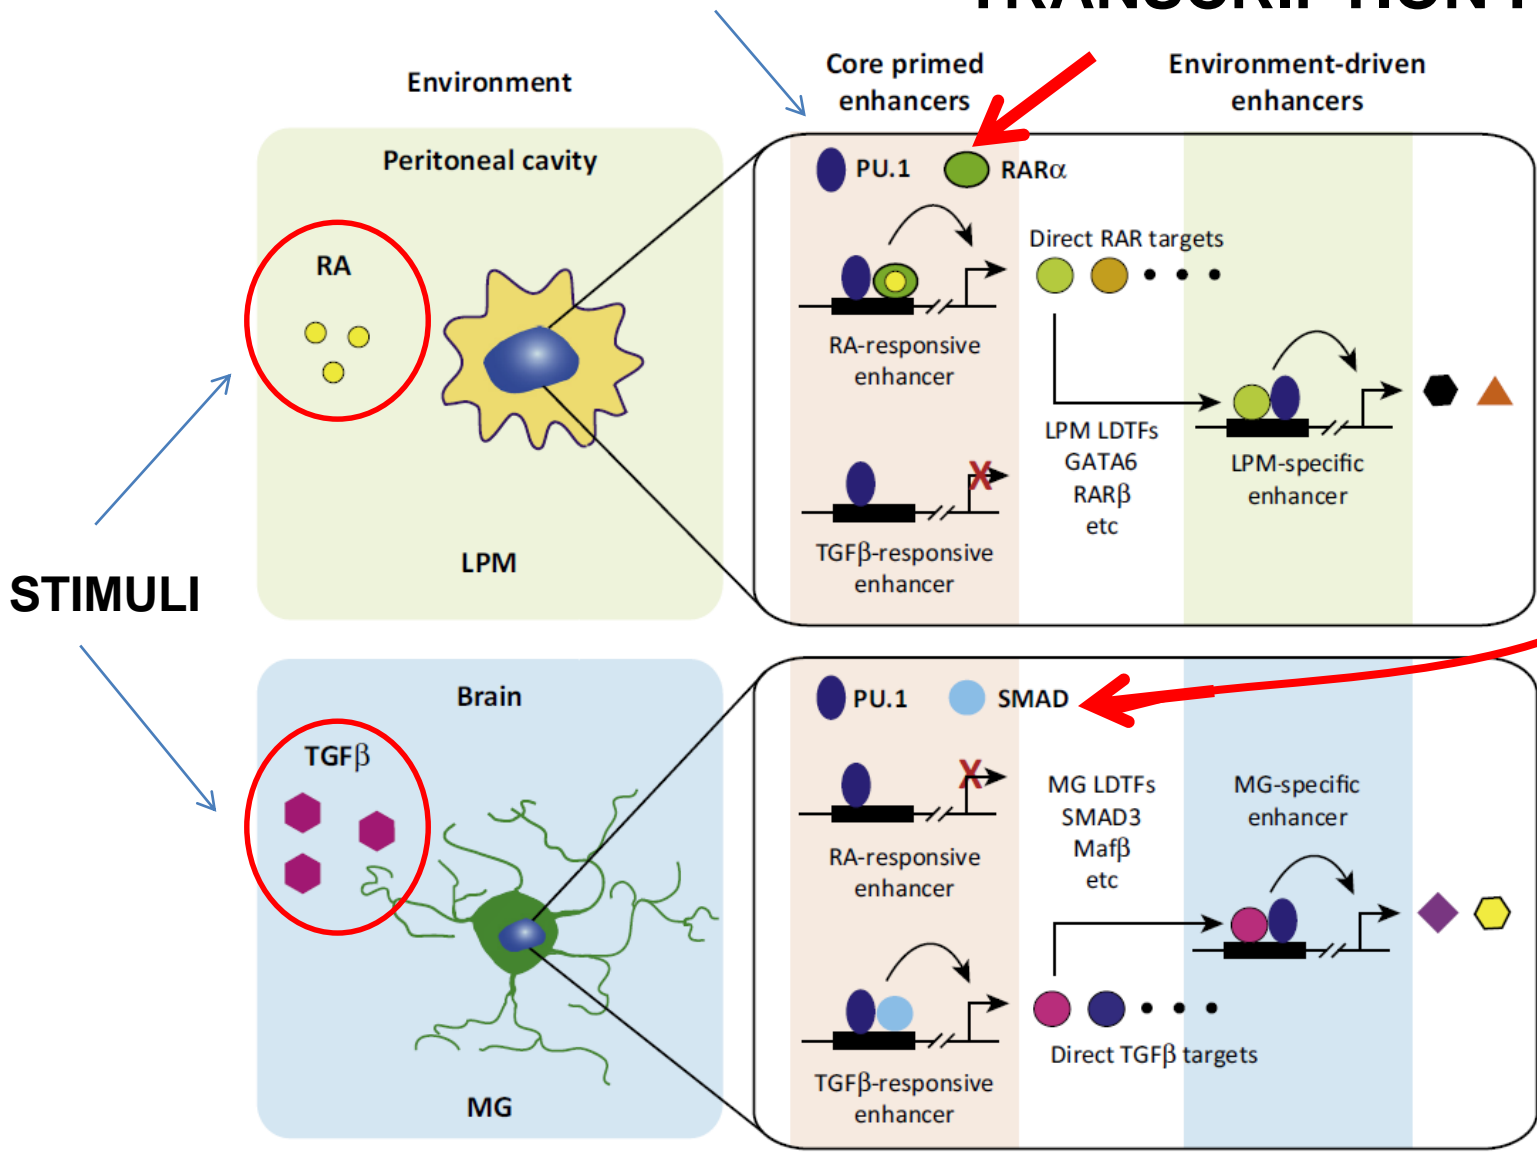 TRANSCRIPTION
Environment
Core primed
enhancers
Environment-driven
enhancers
Peritoneal cavity
RA
LPM
PU.1
RARα
Direct RAR targets
RA-responsive
enhancer
LPM LDTFs
GATA6
RARβ
etc
LPM-specific
enhancer
X
TGFβ-responsive
enhancer
STIMULI
Brain
TGFβ
MG
PU.1
SMAD
X
RA-responsive
enhancer
MG LDTFs
SMAD3
Mafβ
etc
MG-specific
enhancer
TGFβ-responsive
enhancer
Direct TGFβ targets